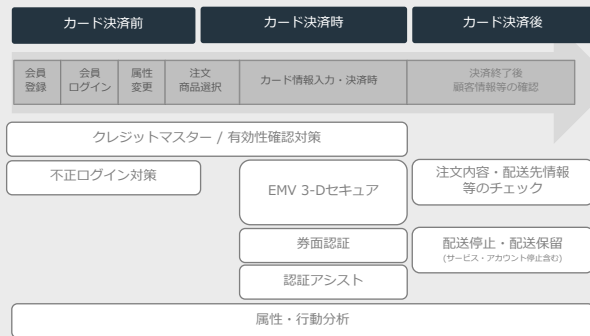 カード決済前
カード決済時
カード決済後
会員
登録
会員
ログイン
属性
変更
注文
商品選択
カード情報入力・決済時
決済終了後
顧客情報等の確認
クレジットマスター / 有効性確認対策
不正ログイン対策
EMV 3-Dセキュア
注文内容・配送先情報
等のチェック
券面認証
配送停止・配送保留
(サービス・アカウント停止含む)
認証アシスト
属性・行動分析